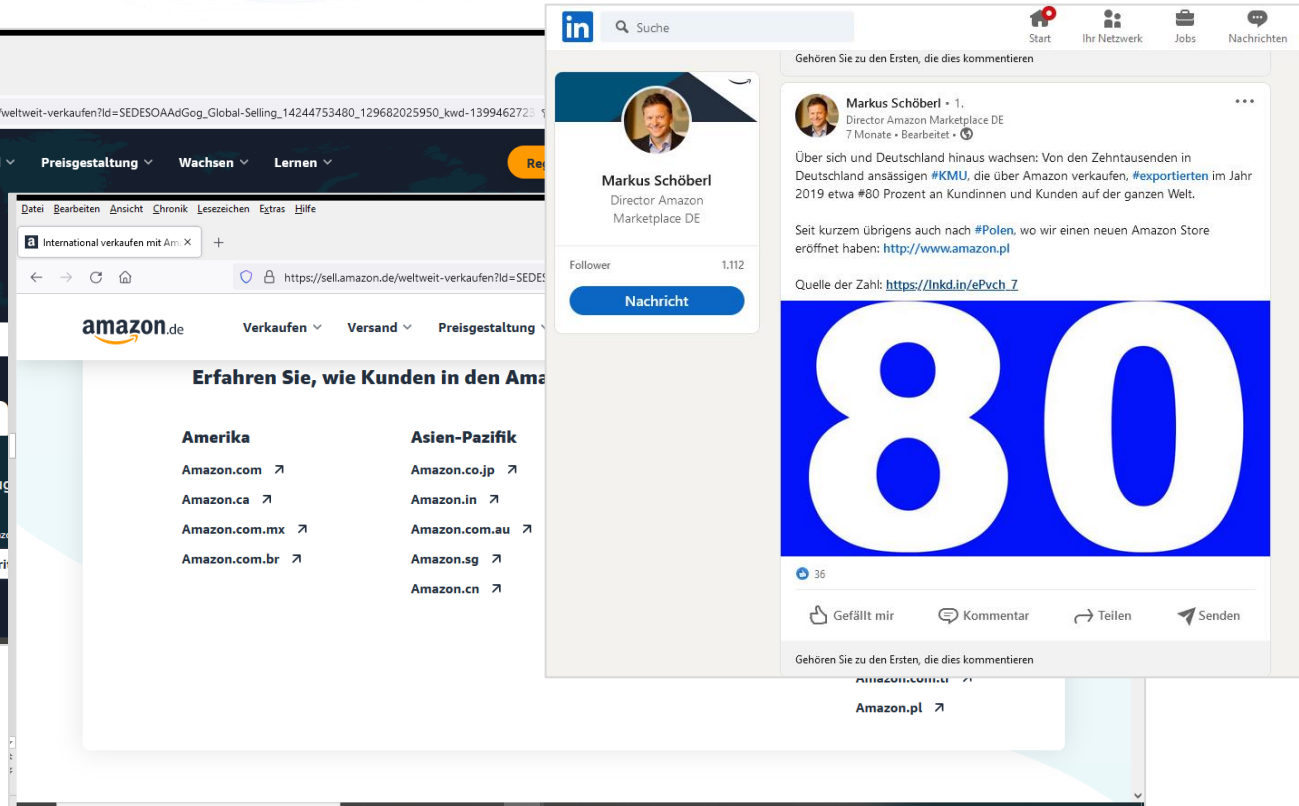 /weltweit-verkaufen?ld=SEDESOAAdGog_Global-Selling_14244753480_129682025950_kwd-1399462723
Preisgestaltung
Wachsen
Lernen
Datei Bearbeiten Ansicht Chronik Lesezeichen Extras Hilfe
International verkaufen mit Am
https://sell.amazon.de/weltweit-verkaufen?ld=SEDES
amazon.de
Verkaufen
Versand
Preisgestaltung
Erfahren Sie, wie Kunden in den Ama
Amerika
Amazon.com
Amazon.ca
Amazon.com.mx
Amazon.com.br
Asien-Pazifik
Amazon.co.jp
Amazon.in
Amazon.com.au
Amazon.sg
Amazon.cn
Amazon.com.tr
Amazon.pl
in
Suche
Start
Ihr Netzwerk
Jobs
Nachrichten
Markus Schöberl
Director Amazon
Marketplace DE
Follower 1.112
Nachricht
Gehören Sie zu den Ersten, die dies kommentieren
Markus Schöberl • 1.
Director Amazon Marketplace DE
7 Monate • Bearbeitet •
Über sich und Deutschland hinaus wachsen: Von den Zehntausenden in
Deutschland ansässigen #KMU, die über Amazon verkaufen, #exportierten im Jahr
2019 etwa #80 Prozent an Kundinnen und Kunden auf der ganzen Welt.
Seit kurzem übrigens auch nach #Polen, wo wir einen neuen Amazon Store
eröffnet haben: http://www.amazon.pl
Quelle der Zahl: https://lnkd.in/ePvch_7
80
36
Gefällt mir
Kommentar
Teilen
Senden
Gehören Sie zu den Ersten, die dies kommentieren